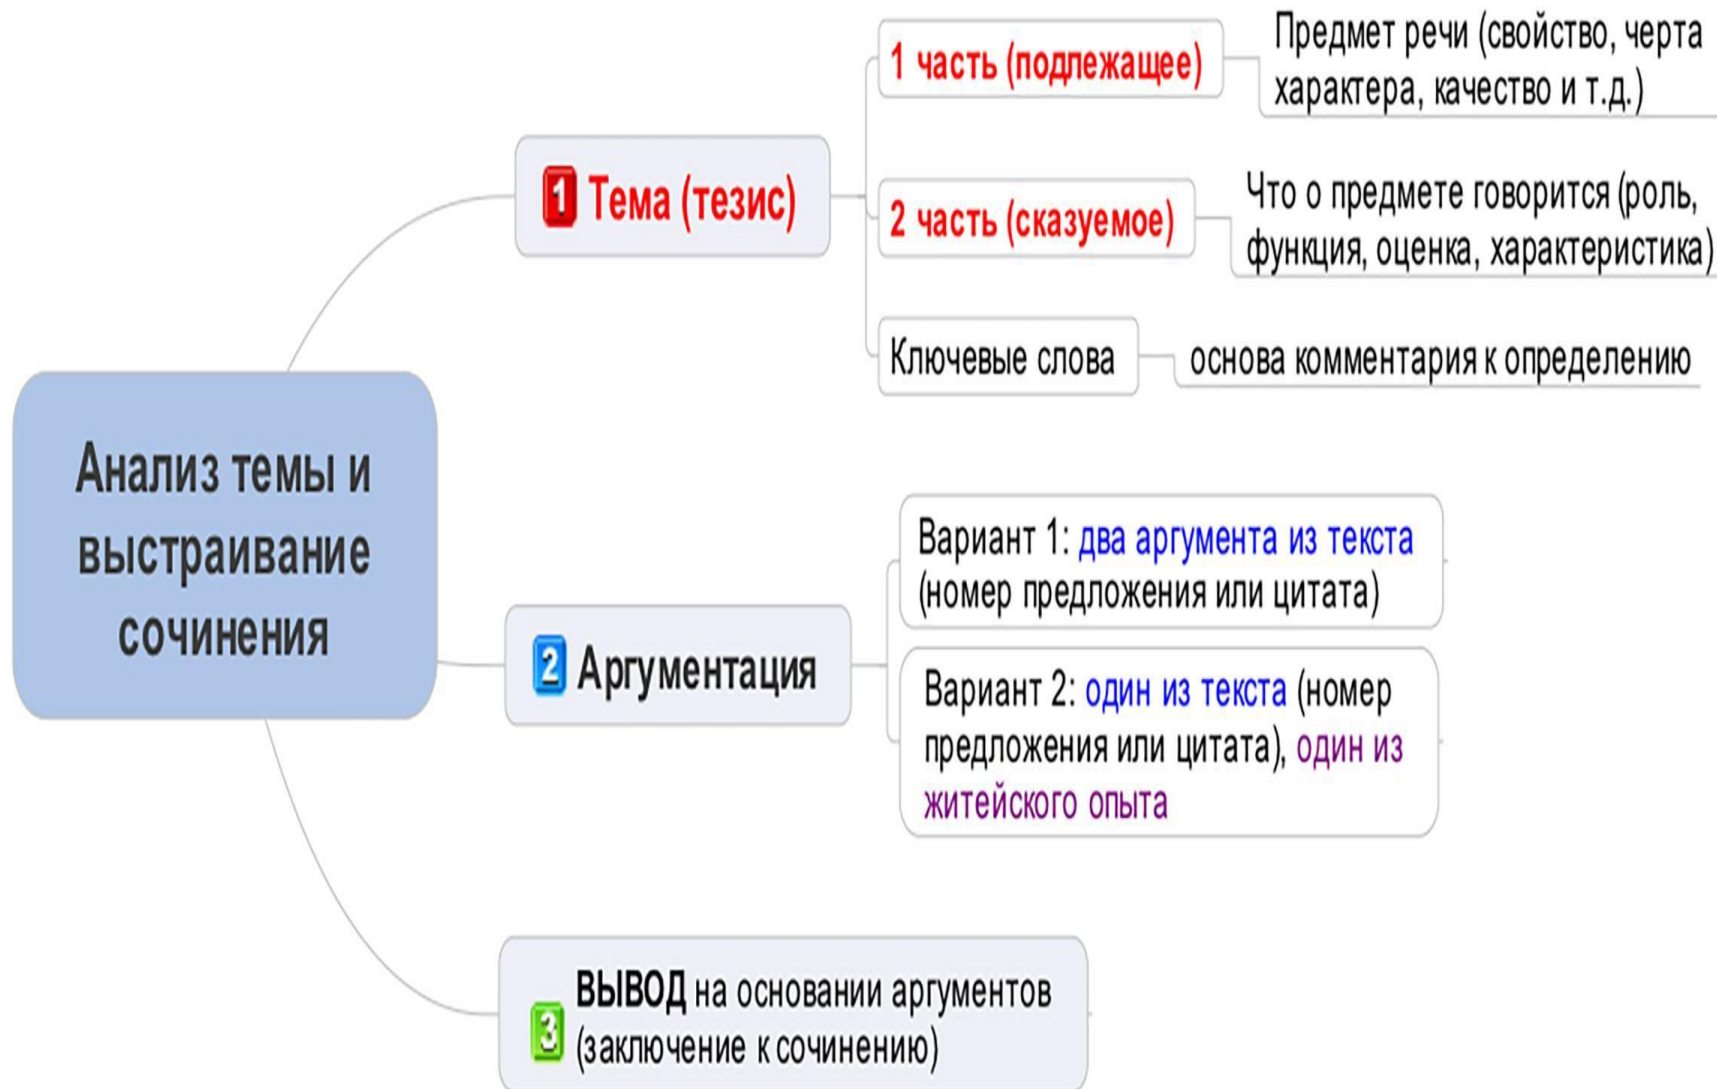 1 часть (подлежащее)
Предмет речи (свойство, черта
характера, качество и т.д.)
1 Тема (тезис)
2 часть (сказуемое)
Что о предмете говорится (роль,
функция, оценка, характеристика)
Ключевые слова
основа комментария к определению
Анализ темы и
выстраивание
сочинения
2 Аргументация
Вариант 1: два аргумента из текста
(номер предложения или цитата)
Вариант 2: один из текста (номер
предложения или цитата), один из
житейского опыта
3 ВЫВОД на основании аргументов
(заключение к сочинению)